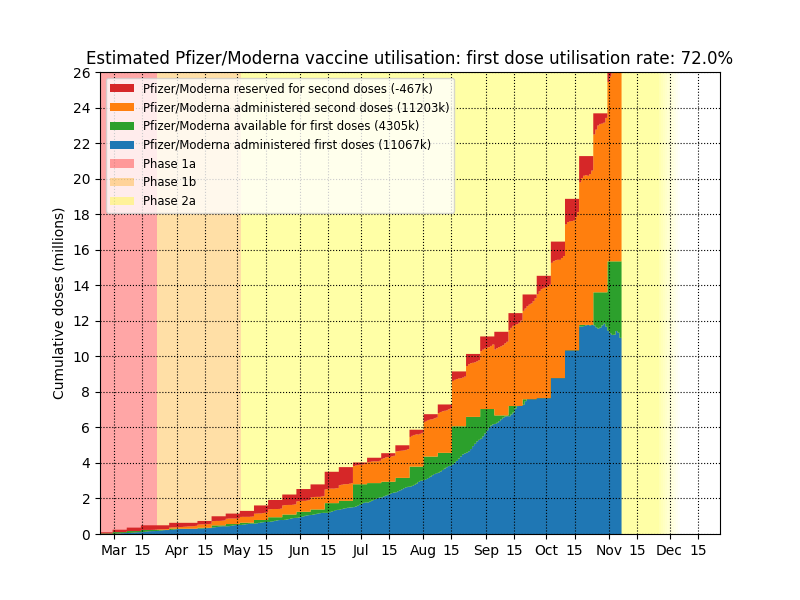 Estimated Pfizer/Moderna vaccine utilisation: first dose utilisation rate: 72.0%
Cumulative doses (millions)
26
24
22
20
18
16
14
12
10
8
6
4
2
0
Pfizer/Moderna reserved for second doses (-467k)
Pfizer/Moderna administered second doses (11203k)
Pfizer/Moderna available for first doses (4305k)
Pfizer/Moderna administered first doses (11067k)
Phase 1a
Phase 1b
Phase 2a
Mar 15 Apr 15 May 15 Jun 15 Jul 15 Aug 15 Sep 15 Oct 15 Nov 15 Dec 15